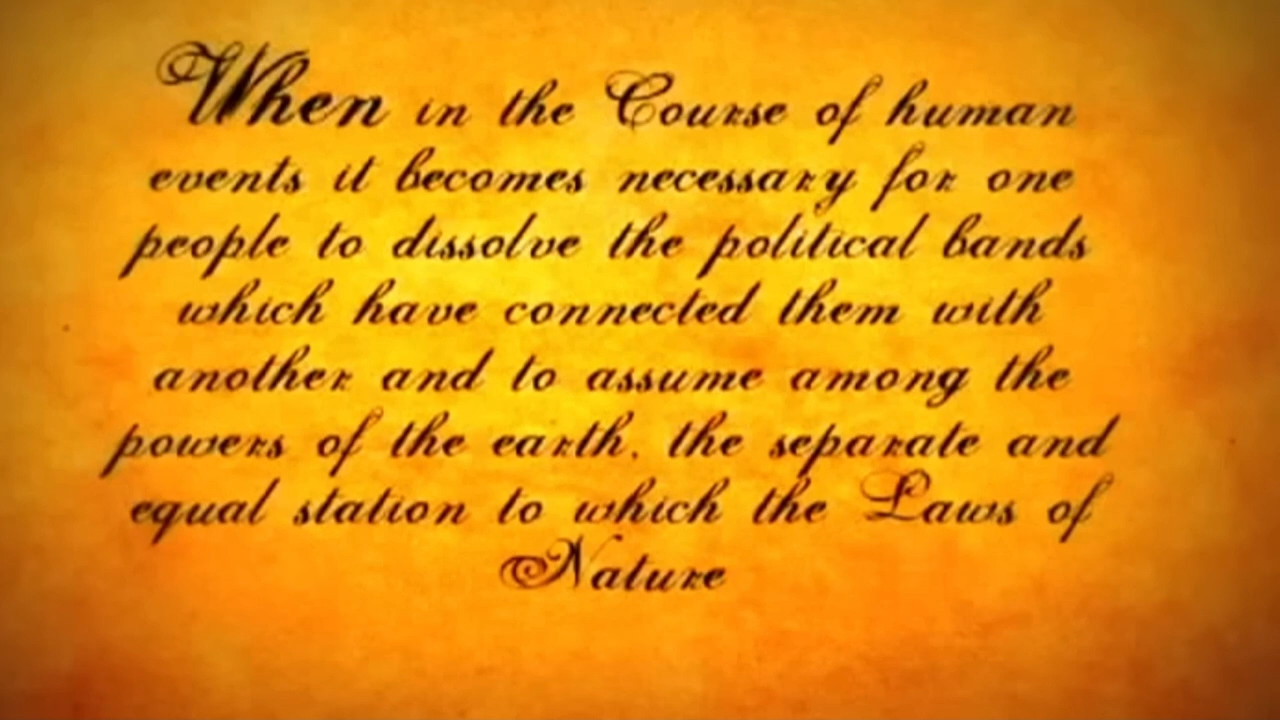 When in the Course of human
events it becomes necessary for one
people to dissolve the political bands
which have connected them with
another and to assume among the
powers of the earth, the separate and
equal station to which the Laws of
Nature